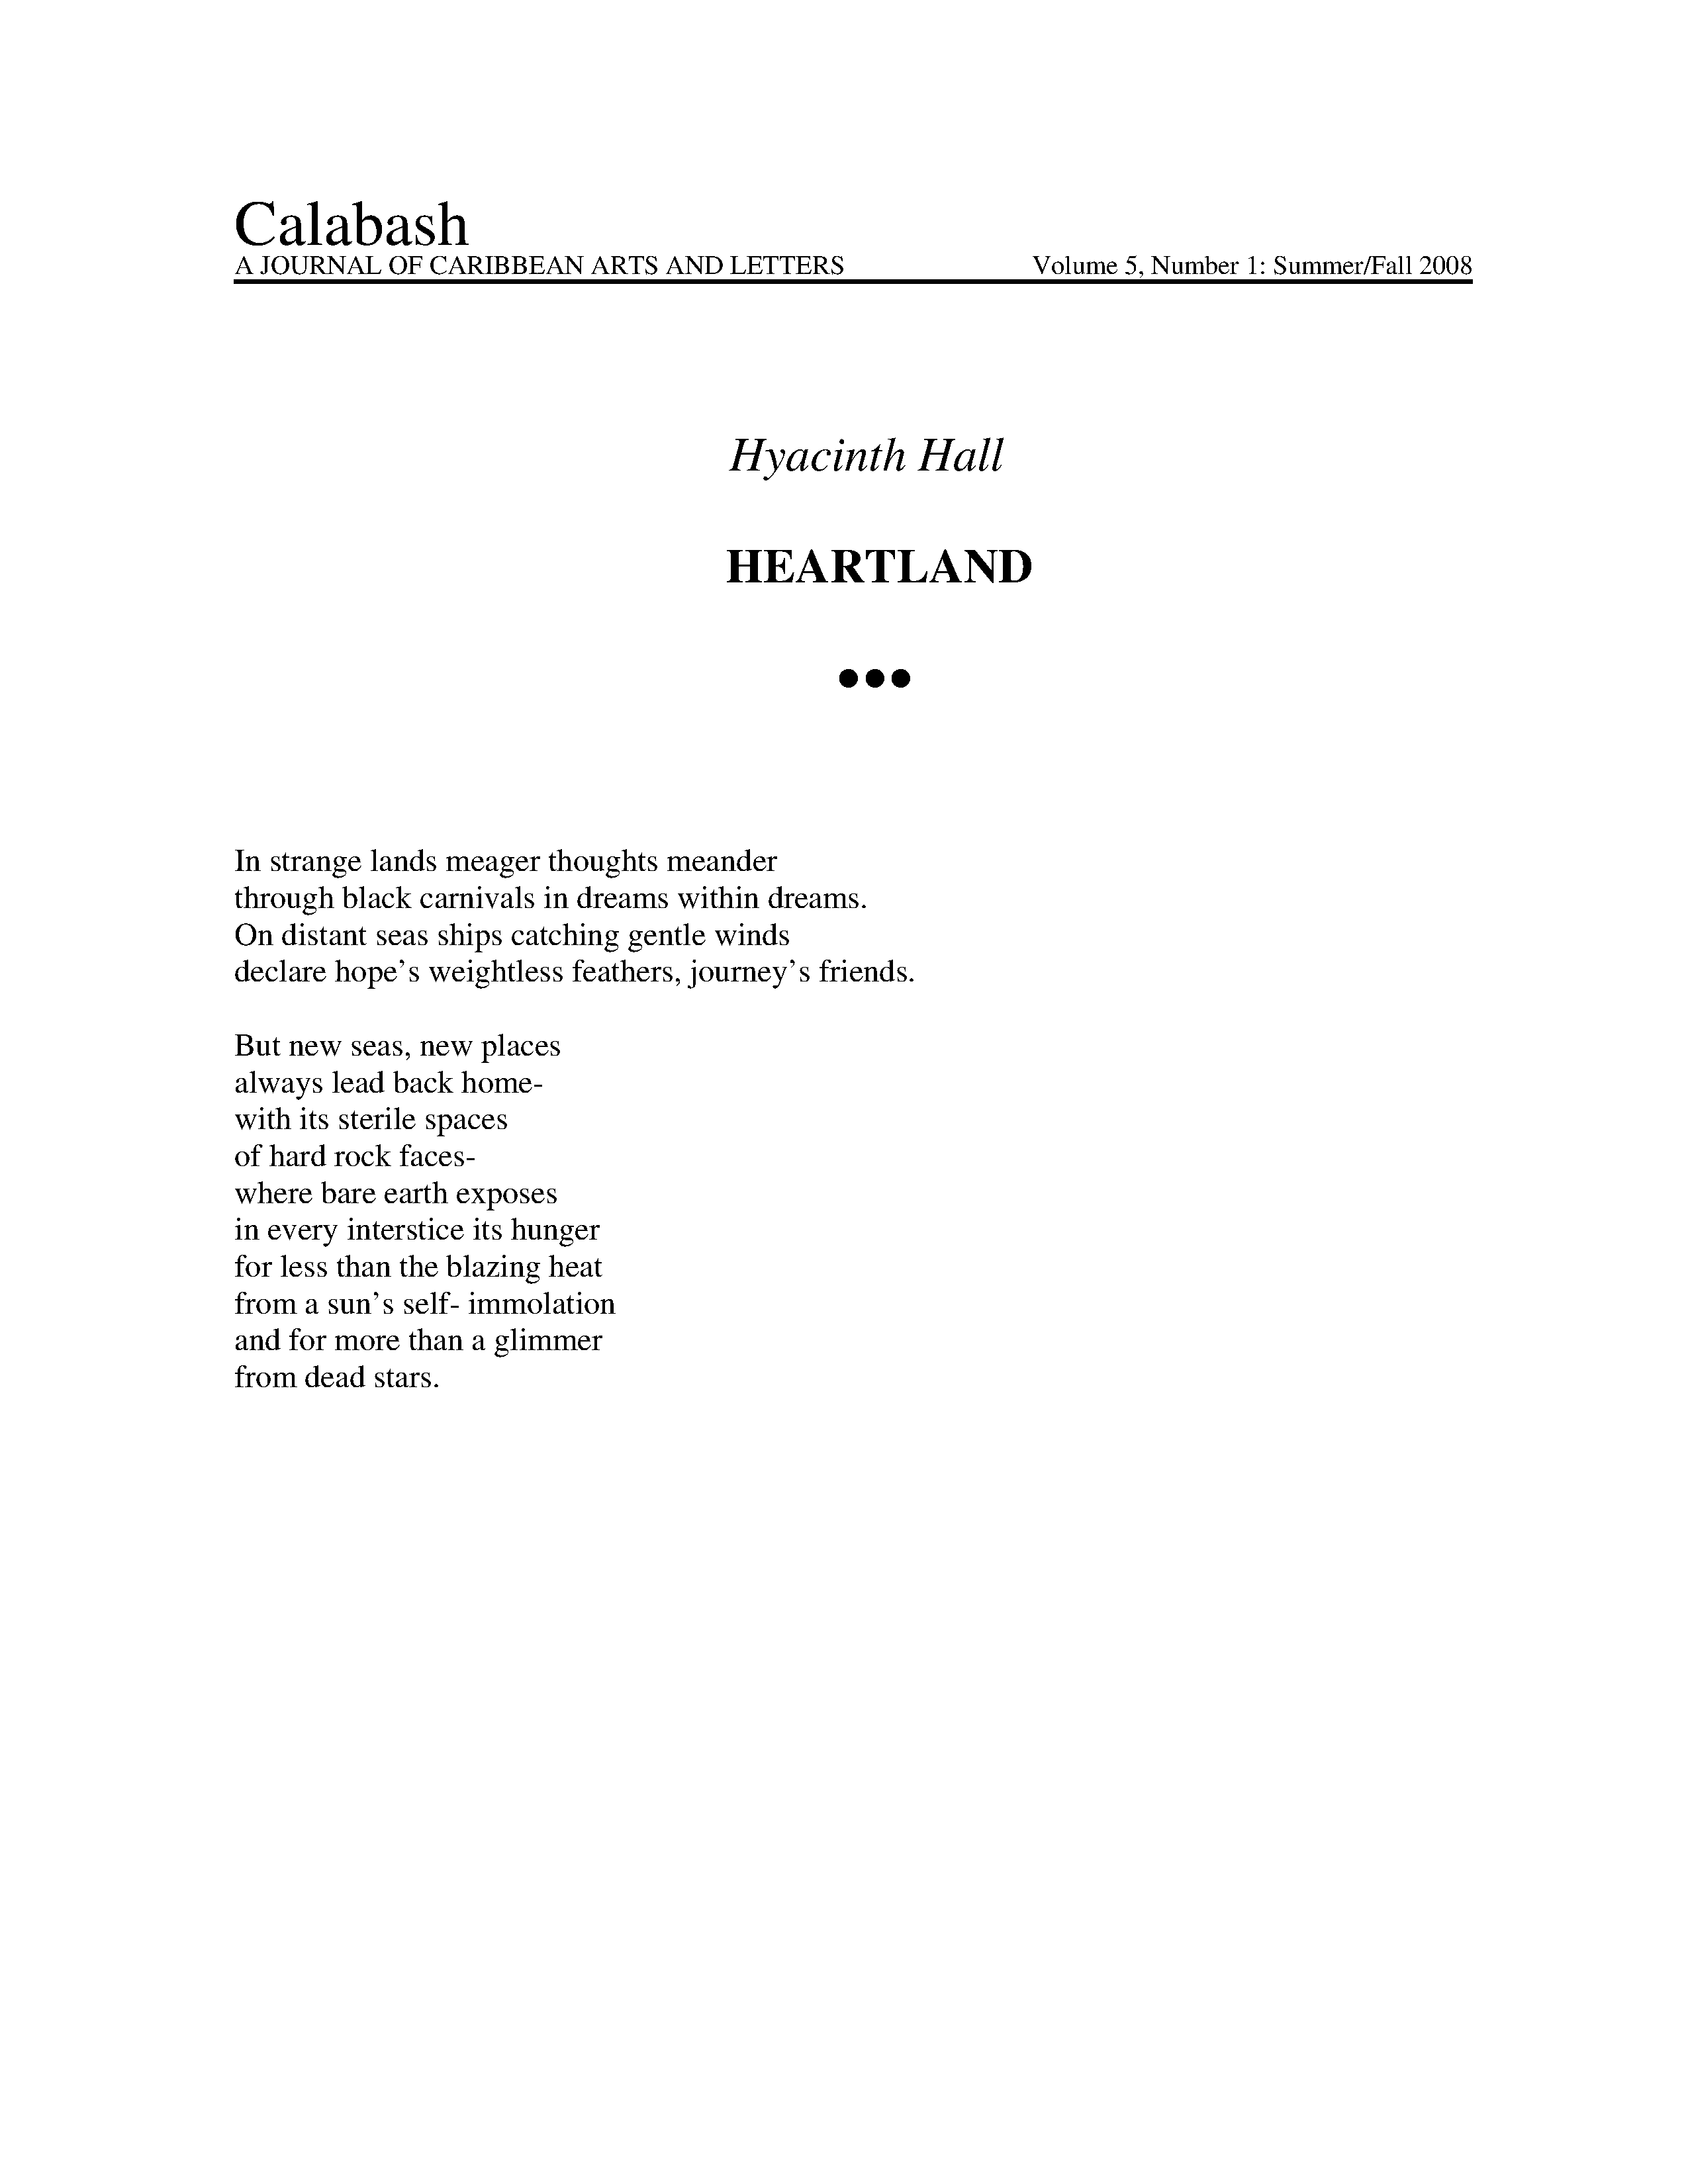 Calabash
A JOURNAL OF CARIBBEAN ARTS AND LETTERS Volume 5, Number 1: Summer/Fall 2008
Hyacinth Hall
HEARTLAND
•••
In strange lands meager thoughts meander
through black carnivals in dreams within dreams.
On distant seas ships catching gentle winds
declare hope’s weightless feathers, journey’s friends.
But new seas, new places
always lead back home-
with its sterile spaces
of hard rock faces-
where bare earth exposes
in every interstice its hunger
for less than the blazing heat
from a sun’s self- immolation
and for more than a glimmer
from dead stars.